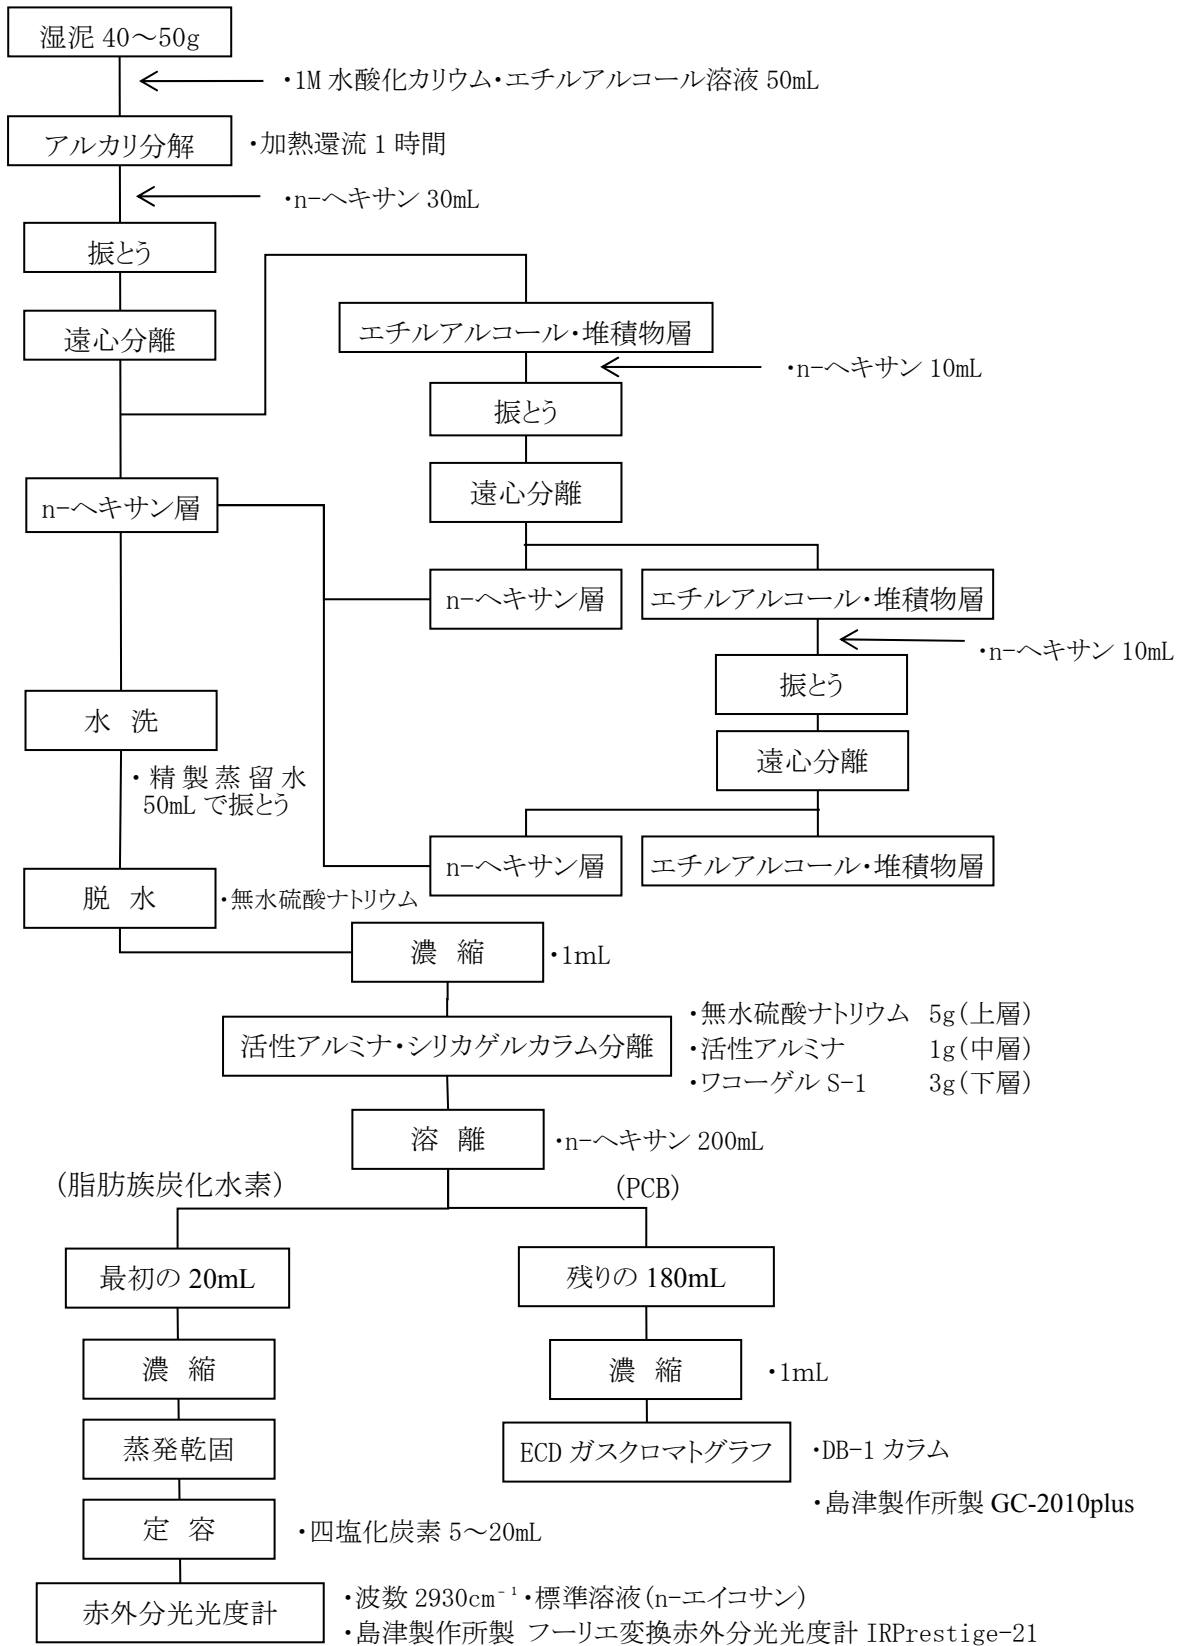 湿泥 40～50g
・1M 水酸化カリウム・エチルアルコール溶液 50mL
アルカリ分解
・加熱還流 1 時間
・n-ヘキサン 30mL
振とう
遠心分離
エチルアルコール・堆積物層
・n-ヘキサン 10mL
振とう
遠心分離
n-ヘキサン層
n-ヘキサン層
エチルアルコール・堆積物層
・n-ヘキサン 10mL
振とう
遠心分離
水 洗
・精製蒸留水
50mL で振とう
n-ヘキサン層
エチルアルコール・堆積物層
脱 水
・無水硫酸ナトリウム
濃 縮
・1mL
活性アルミナ・シリカゲルカラム分離
・無水硫酸ナトリウム 5g(上層)
・活性アルミナ 1g(中層)
・ワコーゲル S-1 3g(下層)
溶 離
・n-ヘキサン 200mL
(脂肪族炭化水素)
(PCB)
最初の 20mL
残りの 180mL
濃 縮
濃 縮
・1mL
蒸発乾固
ECD ガスクロマトグラフ
・DB-1 カラム
・島津製作所製 GC-2010plus
定 容
・四塩化炭素 5～20mL
赤外分光光度計
・波数 2930cm⁻¹・標準溶液(n-エイコサン)
・島津製作所製 フーリエ変換赤外分光光度計 IRPrestige-21